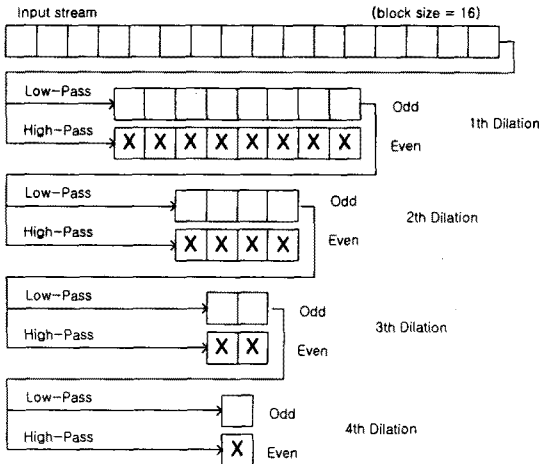 Input stream (block size = 16)
Low-Pass
Odd
1th Dilation
High-Pass
X X X X X X X X
Even
Low-Pass
Odd
2th Dilation
High-Pass
X X X X
Even
Low-Pass
Odd
3th Dilation
High-Pass
X X
Even
Low-Pass
Odd
4th Dilation
High-Pass
X
Even